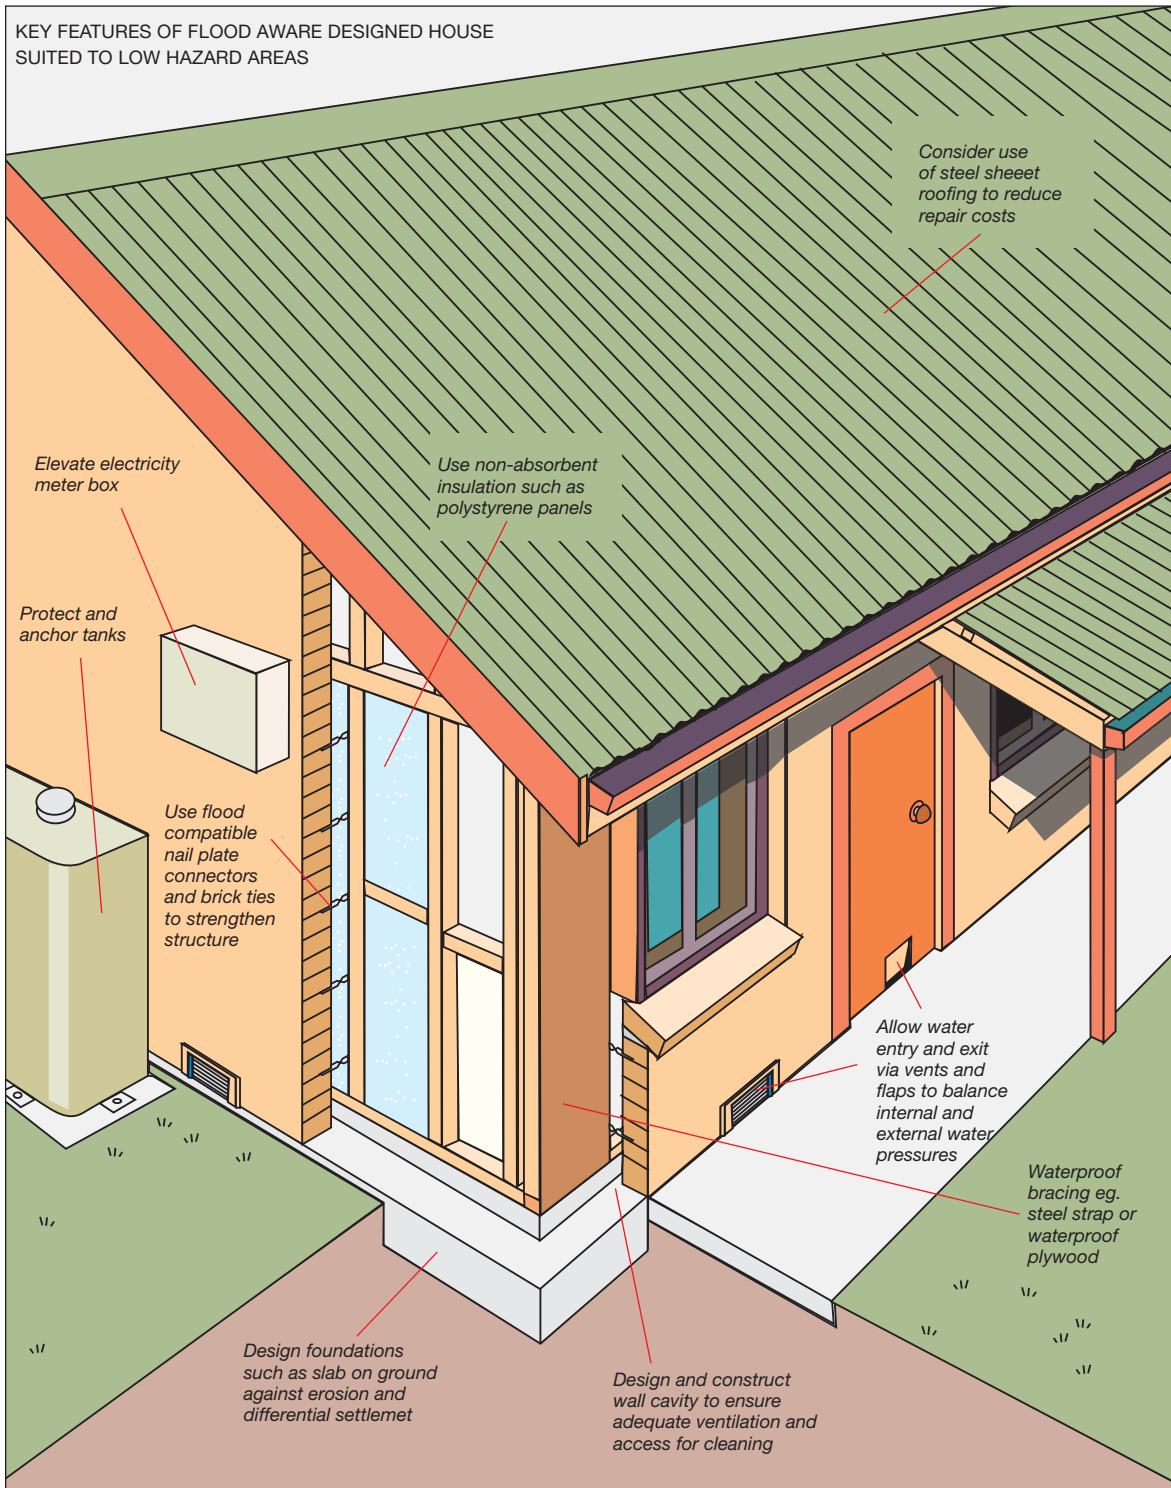 KEY FEATURES OF FLOOD AWARE DESIGNED HOUSE
SUITED TO LOW HAZARD AREAS
Consider use
of steel sheeet
roofing to reduce
repair costs
Elevate electricity
meter box
Use non-absorbent
insulation such as
polystyrene panels
Protect and
anchor tanks
Use flood
compatible
nail plate
connectors
and brick ties
to strengthen
structure
Allow water
entry and exit
via vents and
flaps to balance
internal and
external water
pressures
Waterproof
bracing eg.
steel strap or
waterproof
plywood
Design foundations
such as slab on ground
against erosion and
differential settlemet
Design and construct
wall cavity to ensure
adequate ventilation and
access for cleaning